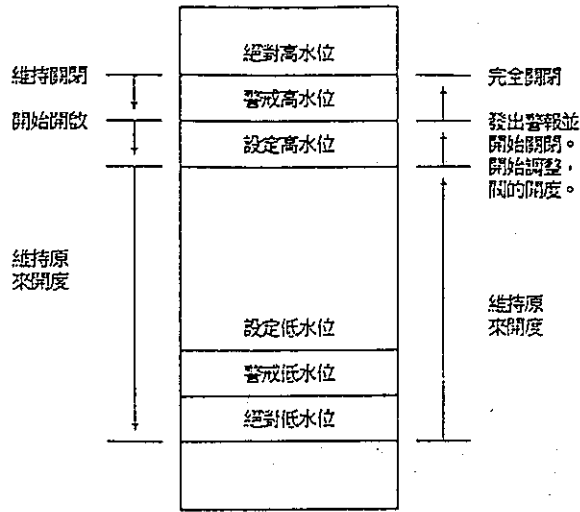 絕對高水位
維持關閉
完全關閉
警戒高水位
開始開啟
發出警報並
設定高水位
開始關閉。
開始調整,
閥的開度。
維持原
來開度
維持原
來開度
設定低水位
警戒低水位
絕對低水位